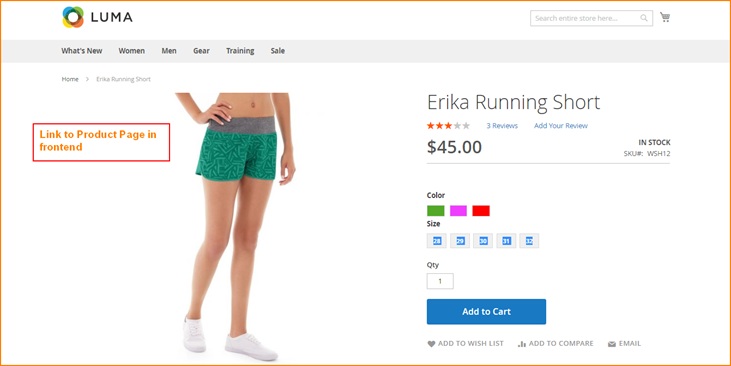 LUMA
Search entire store here...
What's New Women Men Gear Training Sale
Home > Erika Running Short
Link to Product Page in
frontend
Erika Running Short
3 Reviews Add Your Review
$45.00
IN STOCK
SKU#: WSH12
Color
Size
28 29 30 31 32
Qty
1
Add to Cart
ADD TO WISH LIST ADD TO COMPARE EMAIL